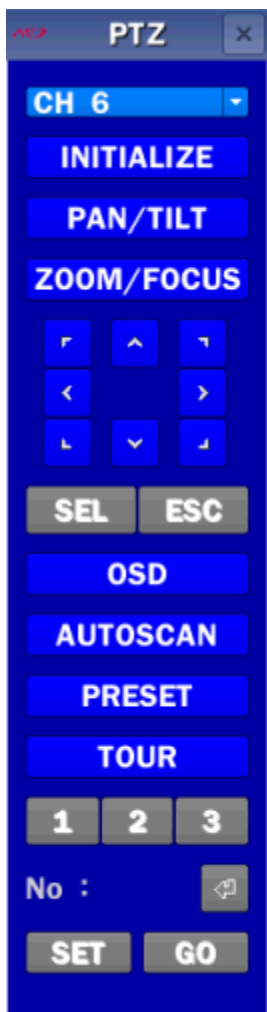 PTZ
CH 6
INITIALIZE
PAN/TILT
ZOOM/FOCUS
SEL ESC
OSD
AUTOSCAN
PRESET
TOUR
1 2 3
No :
SET GO